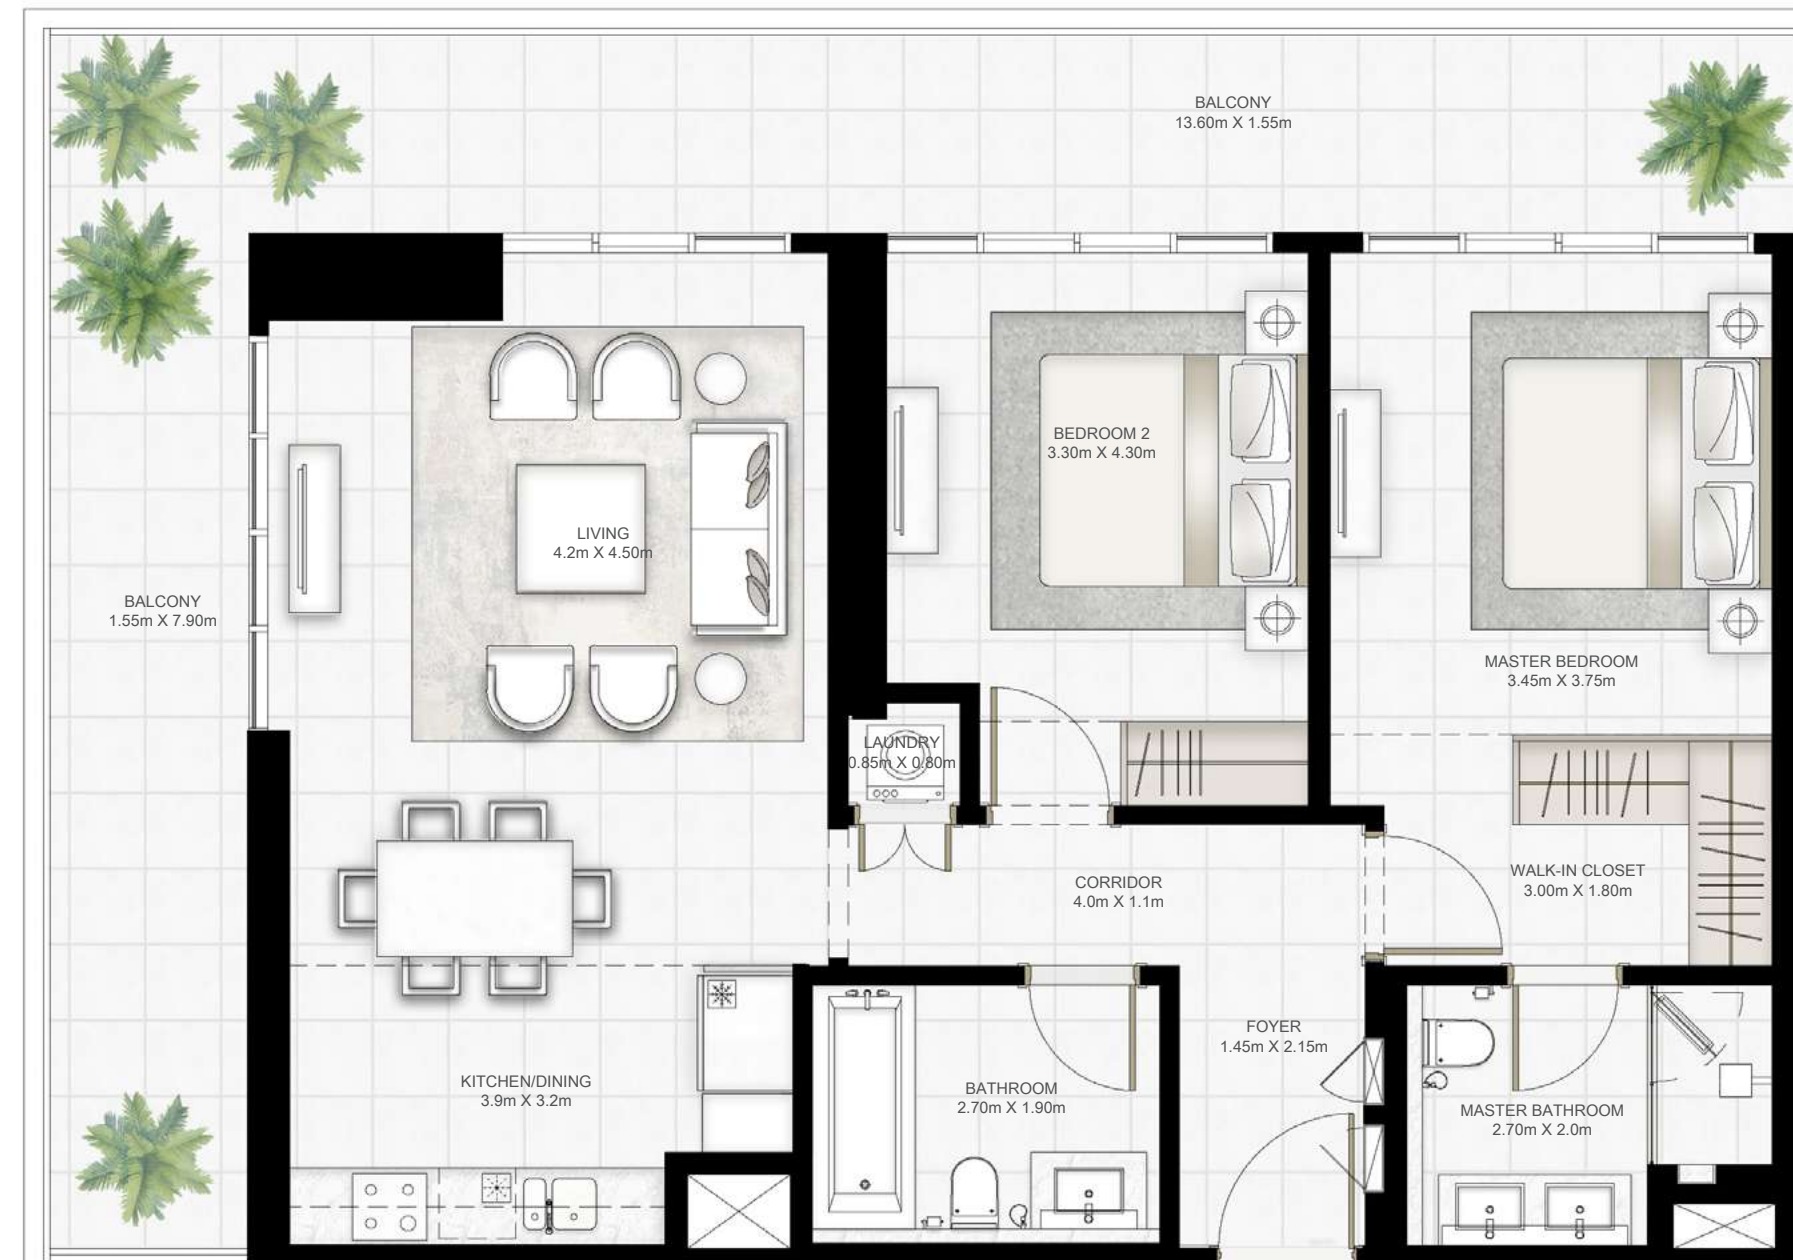 BALCONY
13.60m X 1.55m
BEDROOM 2
3.30m X 4.30m
LIVING
4.2m X 4.50m
BALCONY
1.55m X 7.90m
MASTER BEDROOM
3.45m X 3.75m
LAUNDRY
0.85m X 0.80m
WALK-IN CLOSET
3.00m X 1.80m
CORRIDOR
4.0m X 1.1m
FOYER
1.45m X 2.15m
KITCHEN/DINING
3.9m X 3.2m
BATHROOM
2.70m X 1.90m
MASTER BATHROOM
2.70m X 2.0m